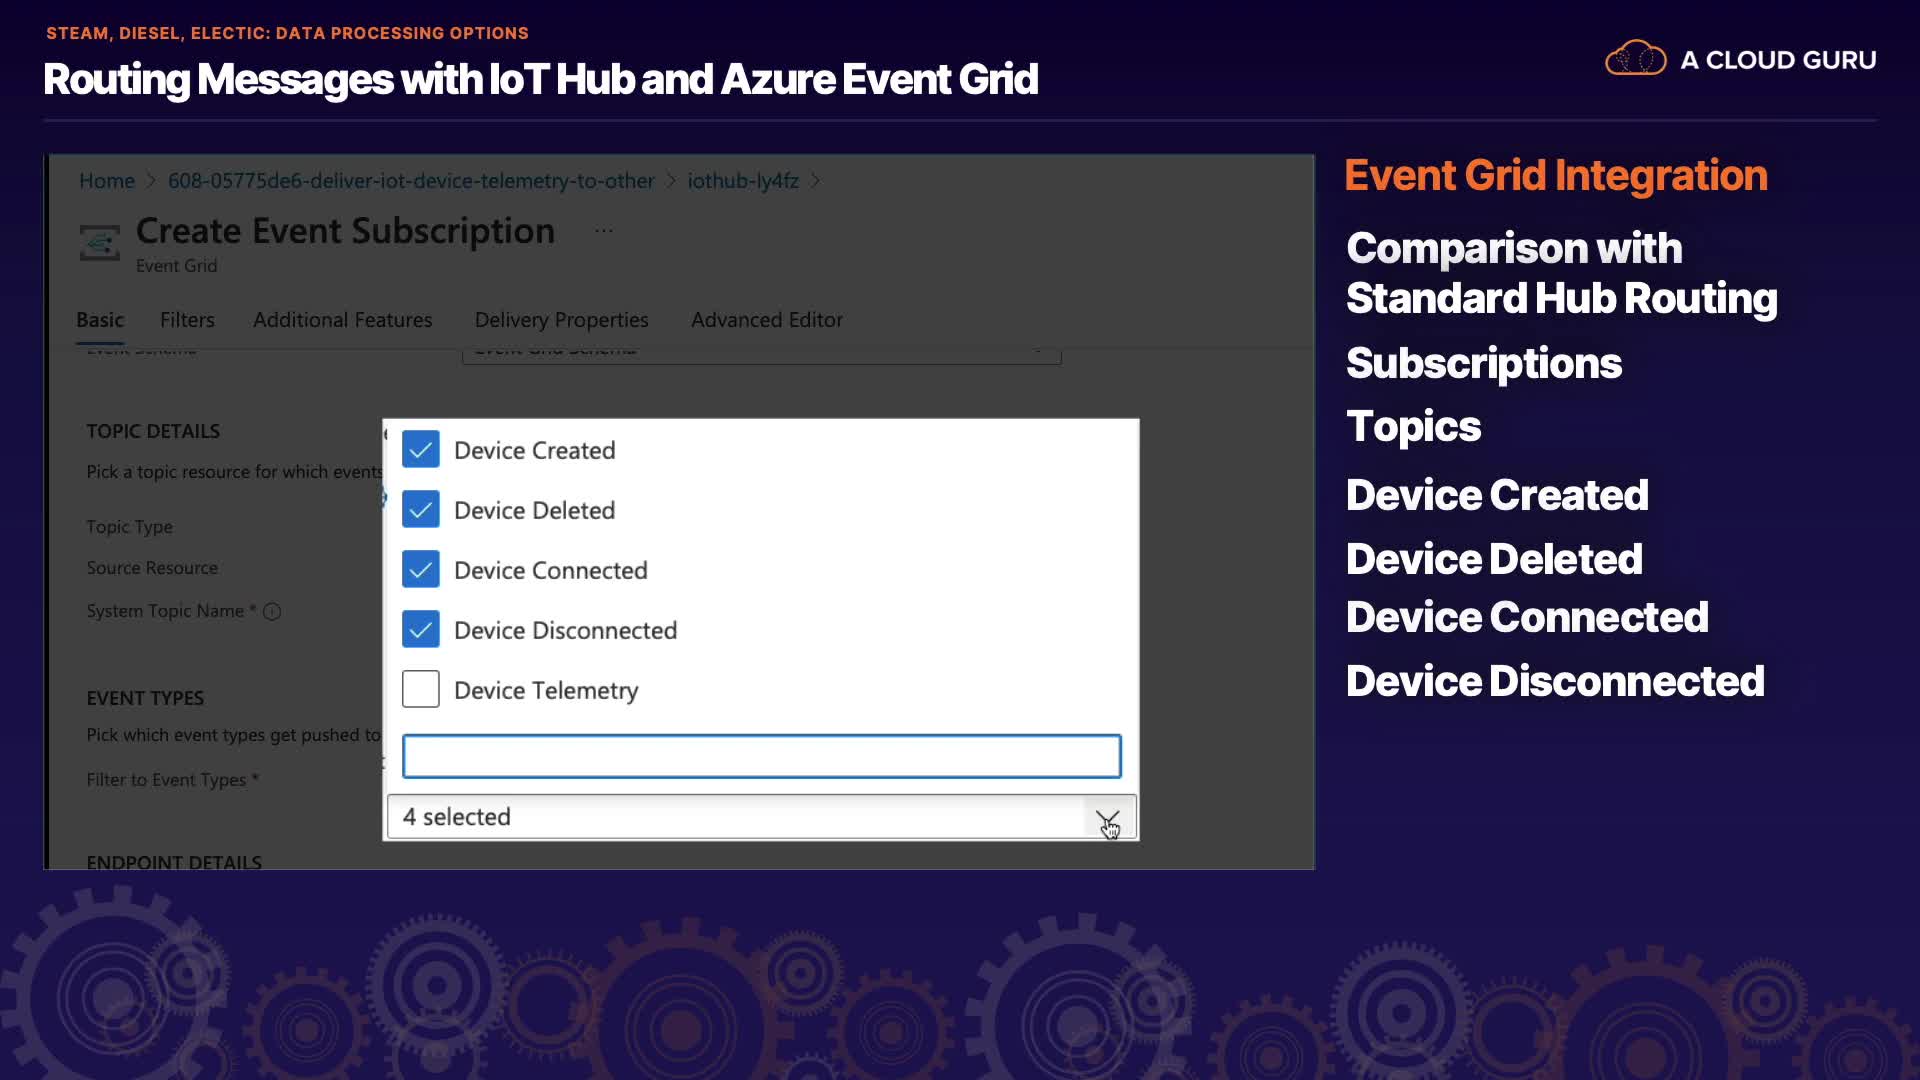 STEAM, DIESEL, ELECTIC: DATA PROCESSING OPTIONS
Routing Messages with IoT Hub and Azure Event Grid
A CLOUD GURU
Home > 608-05775de6-deliver-iot-device-telemetry-to-other > iothub-ly4fz >
Create Event Subscription ...
Event Grid
Basic Filters Additional Features Delivery Properties Advanced Editor
Event Schema Event Grid Schema
TOPIC DETAILS
Pick a topic resource for which events
Topic Type
Source Resource
System Topic Name *
EVENT TYPES
Pick which event types get pushed to
Filter to Event Types *
ENDPOINT DETAILS
Device Created
Device Deleted
Device Connected
Device Disconnected
Device Telemetry
4 selected
Event Grid Integration
Comparison with
Standard Hub Routing
Subscriptions
Topics
Device Created
Device Deleted
Device Connected
Device Disconnected